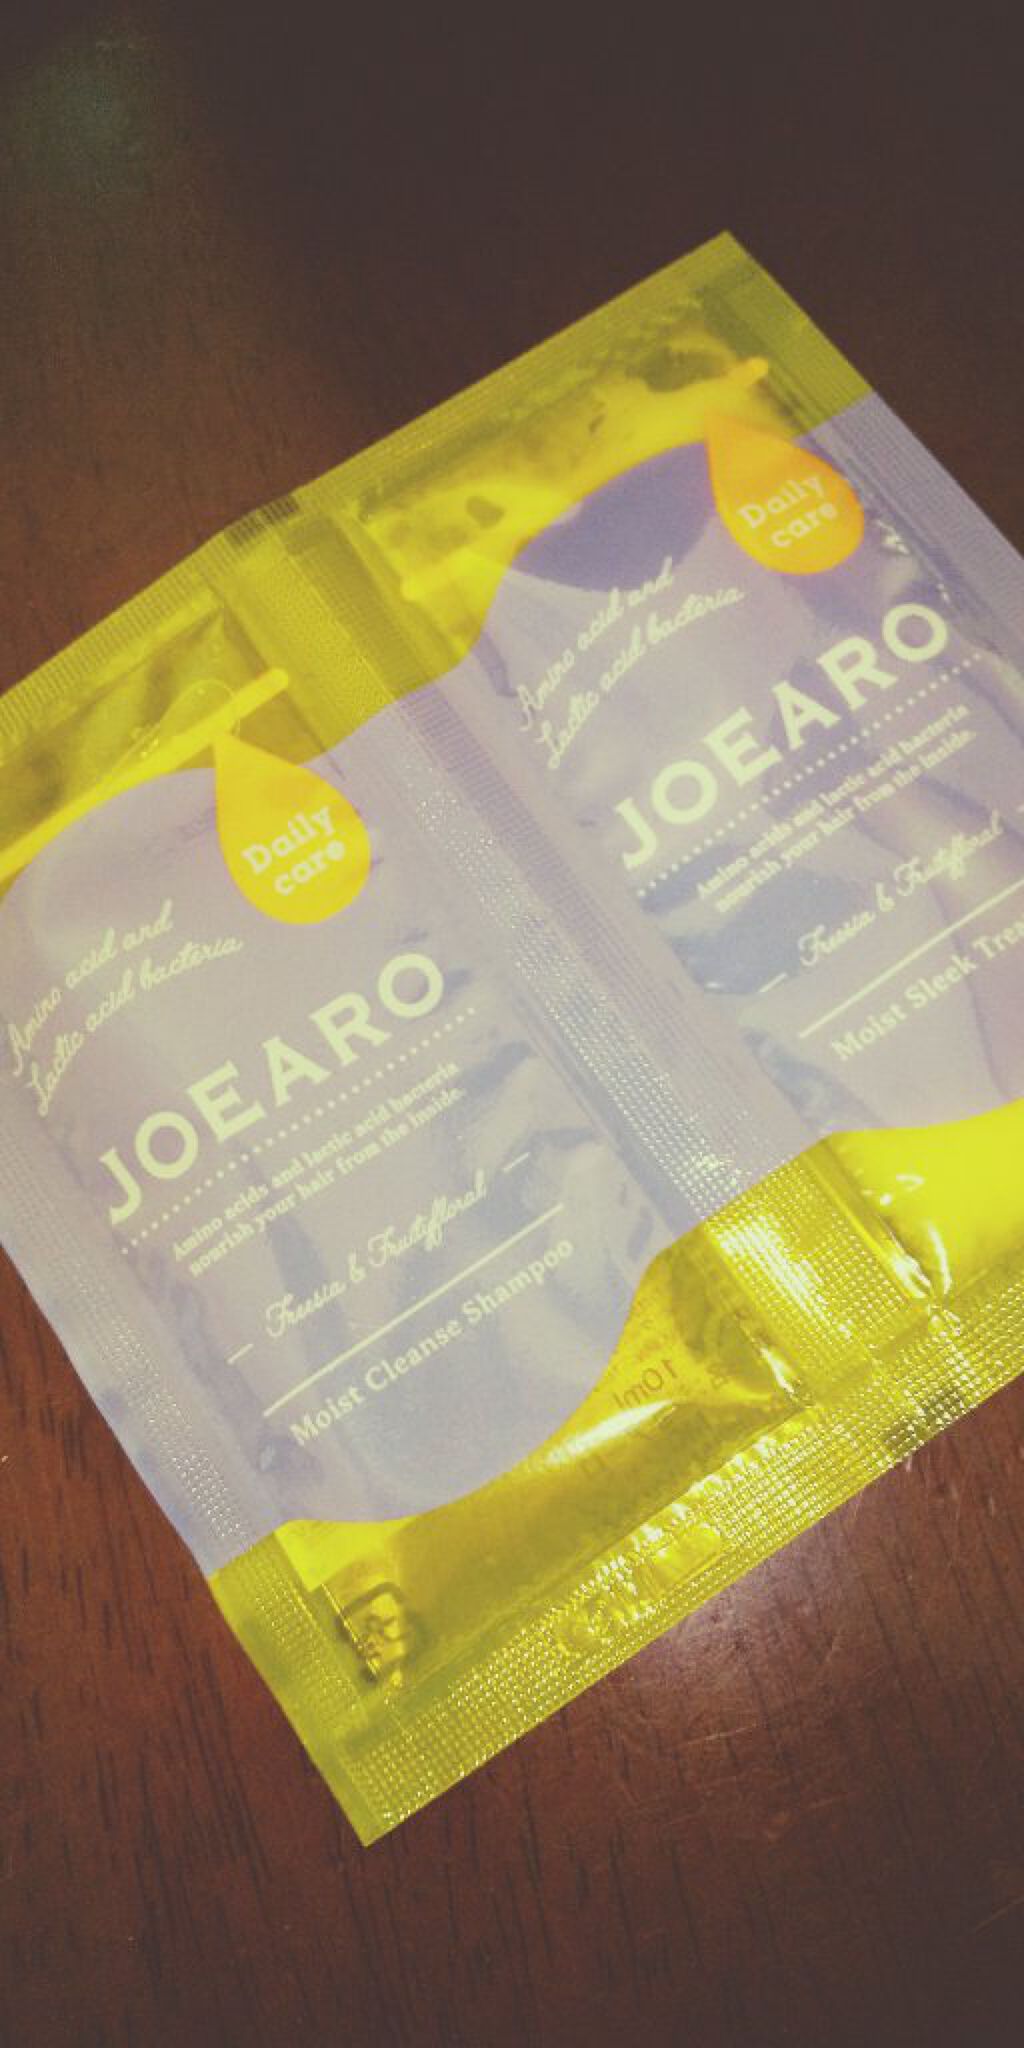 Daily
care
Amino acid and
Lactic acid bacteria
JOEARO
Amino acids and lactic acid bacteria
nourish your hair from the inside.
Freesia & Fruityfloral
Moist Cleanse Shampoo
10ml
Daily
care
Amino acid and
Lactic acid bacteria
JOEARO
Amino acids and lactic acid bacteria
nourish your hair from the inside.
Freesia & Fruityfloral
Moist Sleek Trea